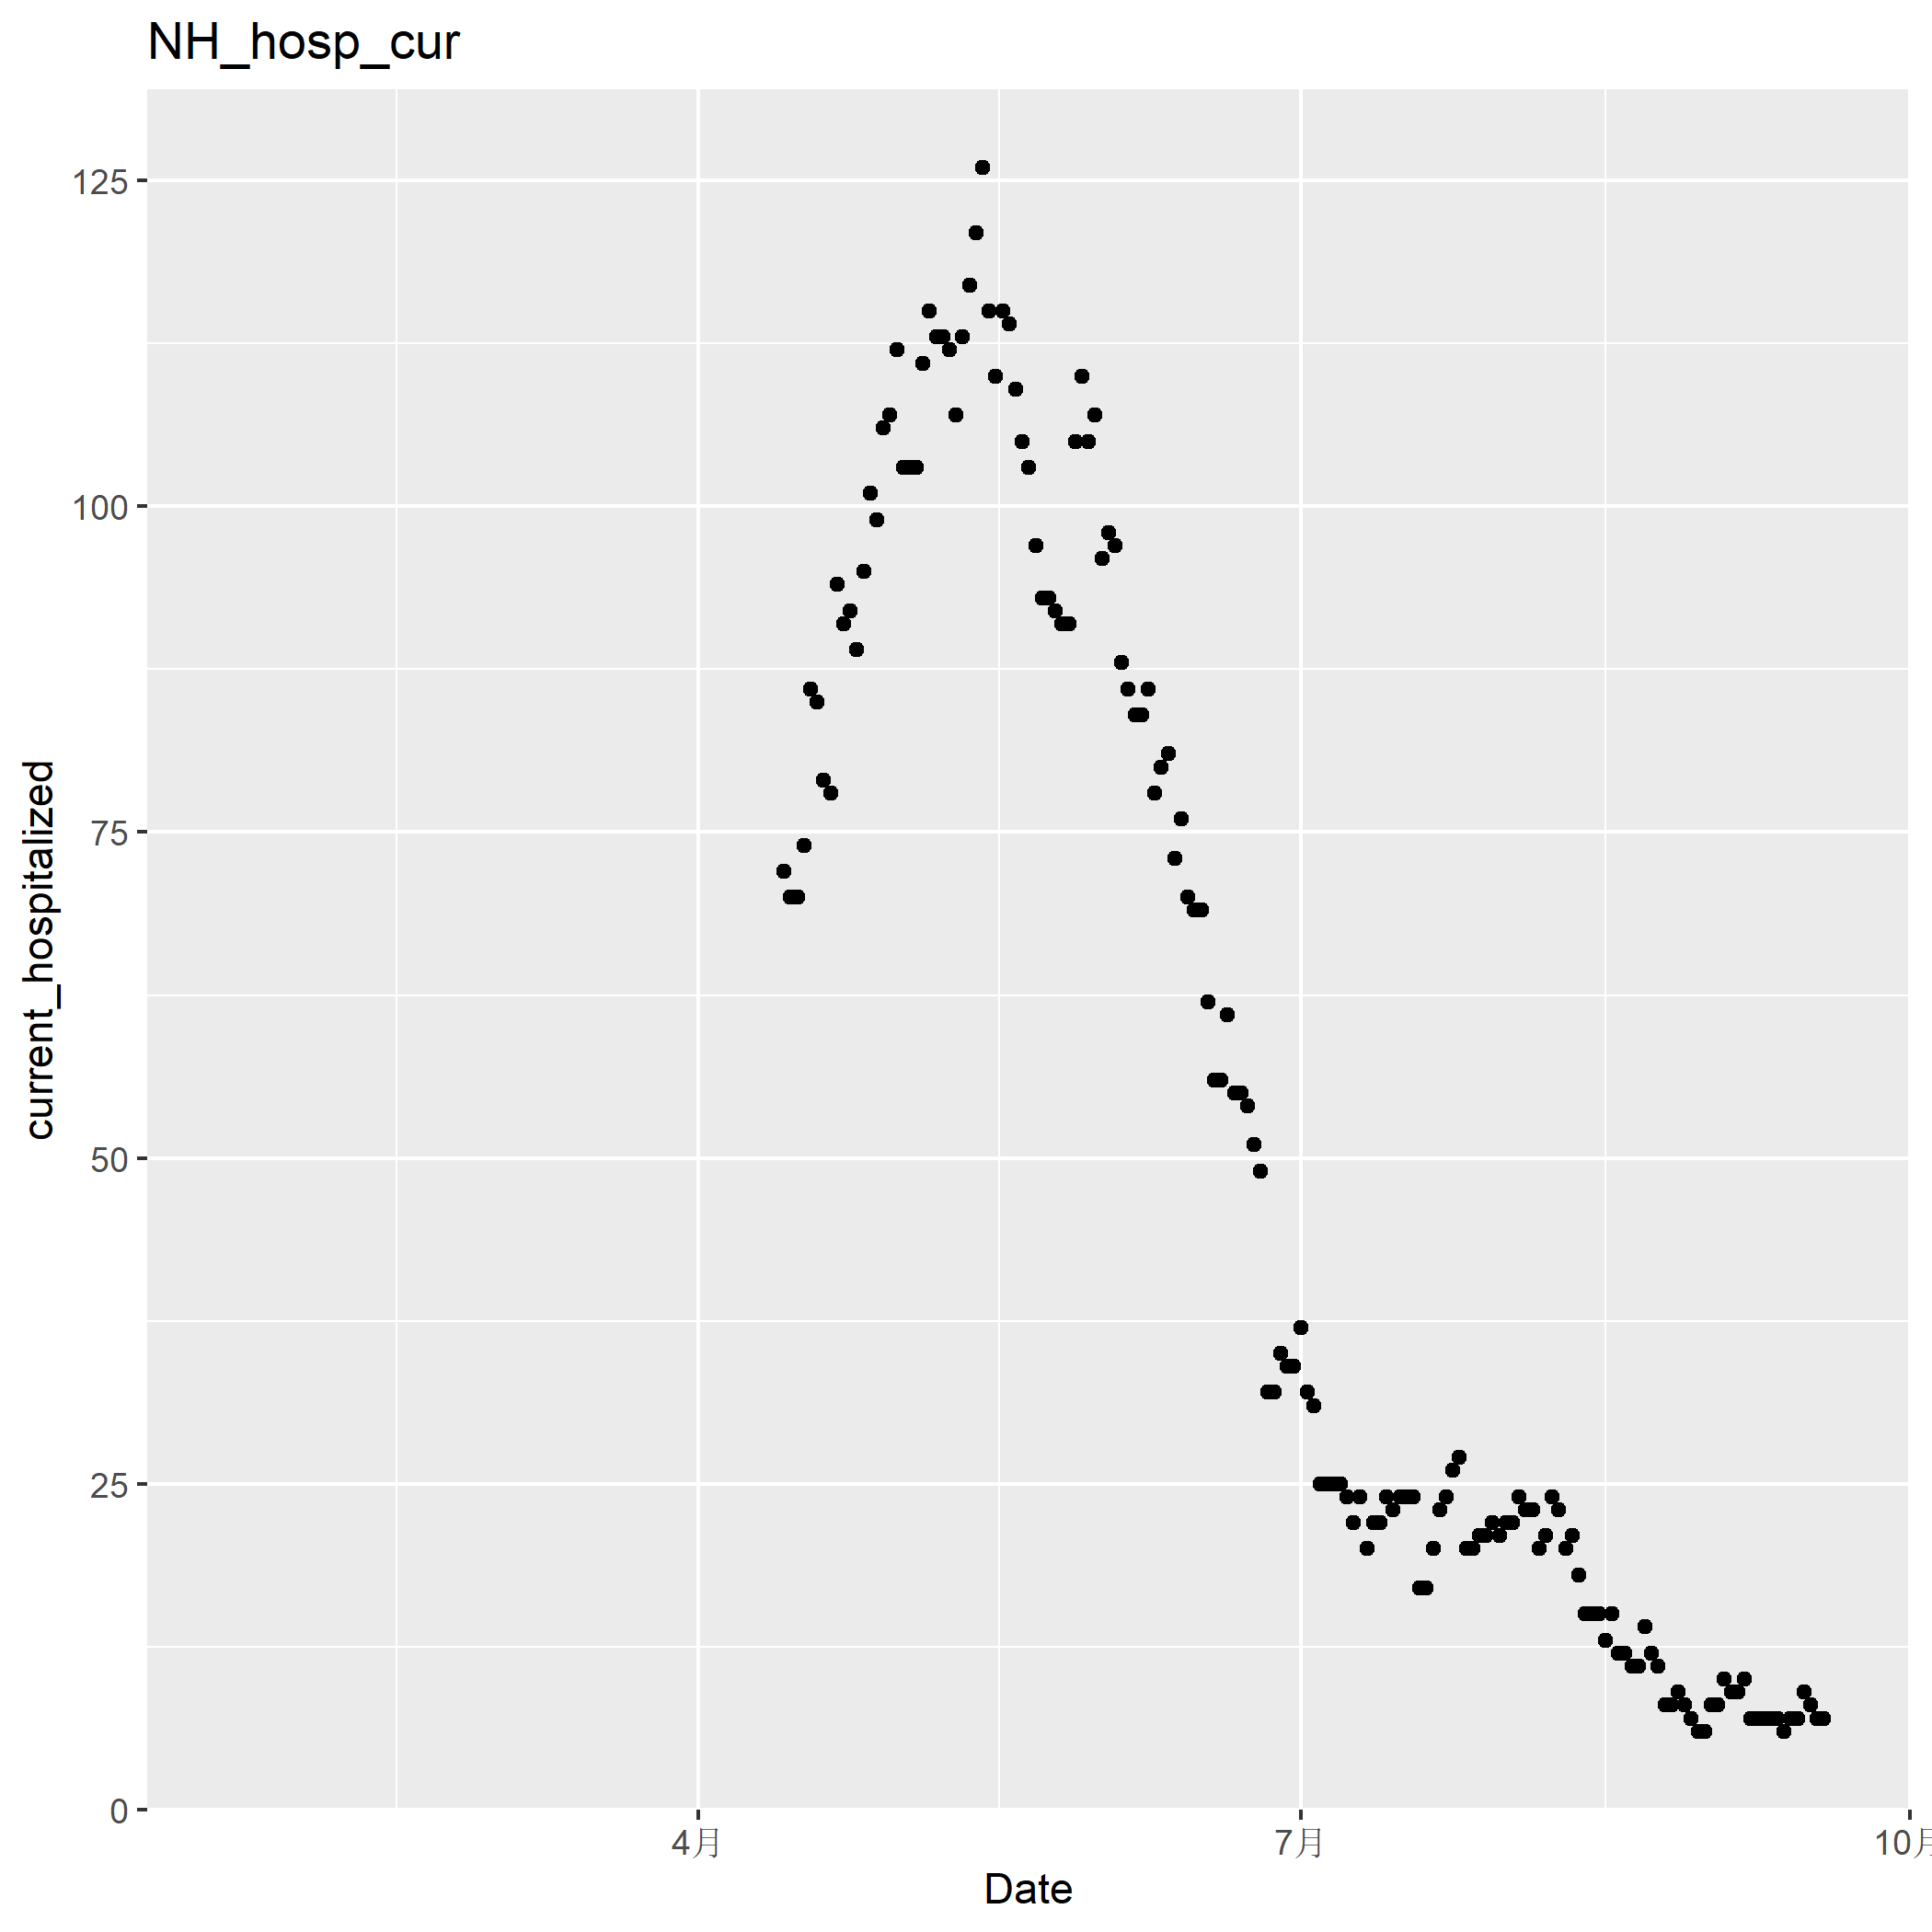 NH_hosp_cur
125
100
75
50
25
0
current_hospitalized
4月
7月
10月
Date